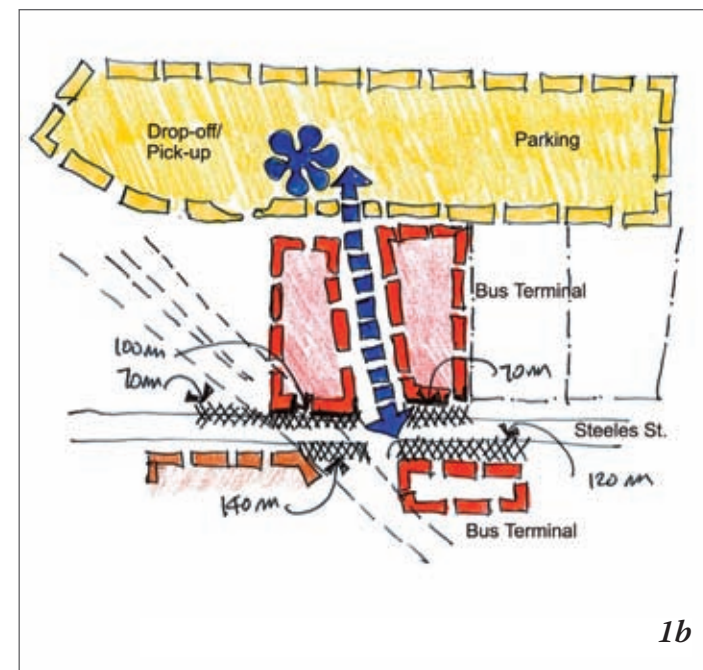 Drop-off/
Pick-up
Parking
Bus Terminal
100m
70m
70m
Steeles St.
120m
140m
Bus Terminal
1b